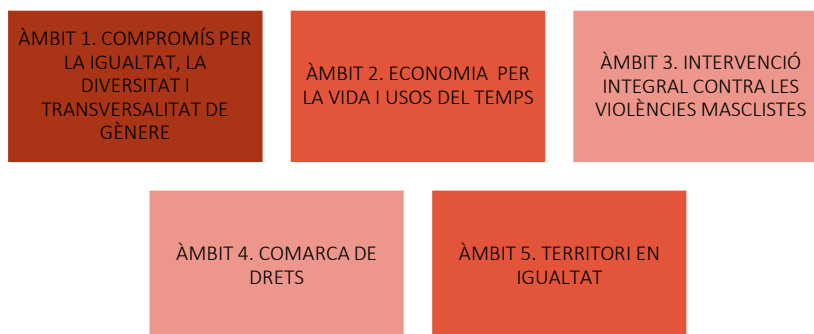 ÀMBIT 1. COMPROMÍS PER
LA IGUALTAT, LA
DIVERSITAT I
TRANSVERSALITAT DE
GÈNERE
ÀMBIT 2. ECONOMIA PER
LA VIDA I USOS DEL TEMPS
ÀMBIT 3. INTERVENCIÓ
INTEGRAL CONTRA LES
VIOLÈNCIES MASCLISTES
ÀMBIT 4. COMARCA DE
DRETS
ÀMBIT 5. TERRITORI EN
IGUALTAT